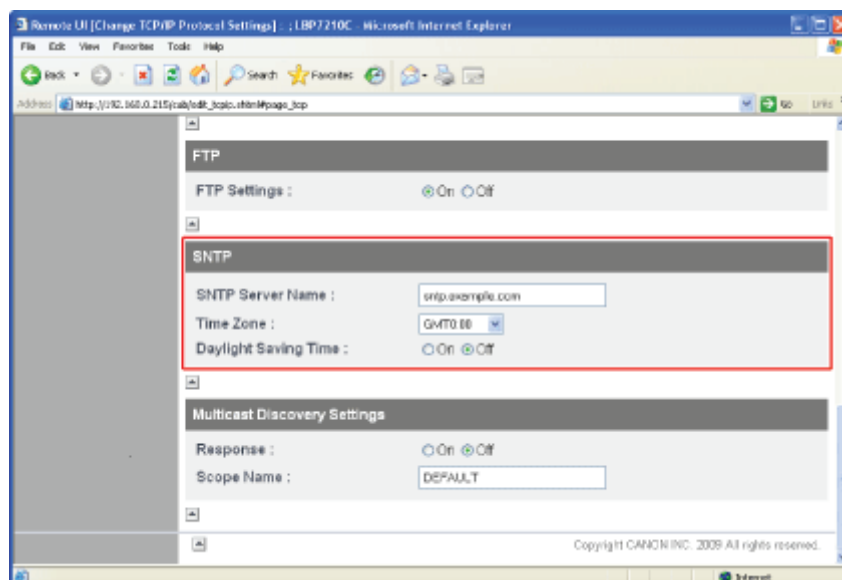 Remote UI [Change TCP/IP Protocol Settings] : ; LBP7210C - Microsoft Internet Explorer
File Edit View Favorites Tools Help
Back Search Favorites
Address http://192.168.0.215/cab/edit_tcpip.shtml#page_top Go Links
FTP
FTP Settings : On Off
SNTP
SNTP Server Name : sntp.example.com
Time Zone : GMT0:00
Daylight Saving Time : On Off
Multicast Discovery Settings
Response : On Off
Scope Name : DEFAULT
Copyright CANON INC. 2009 All rights reserved.
Internet